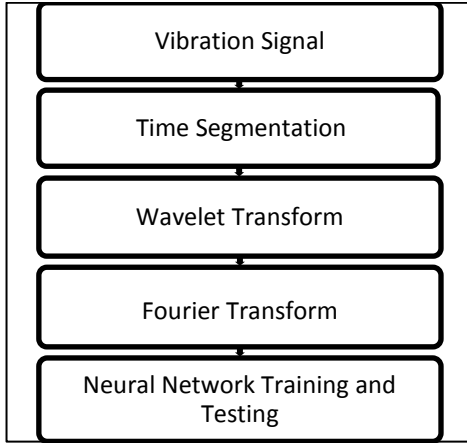 Vibration Signal
Time Segmentation
Wavelet Transform
Fourier Transform
Neural Network Training and
Testing